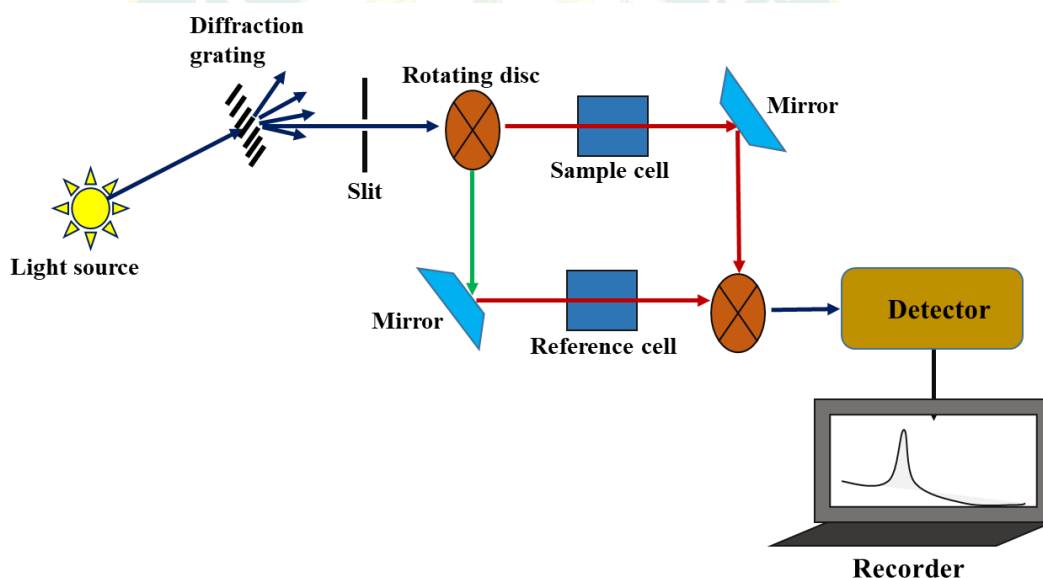 Diffraction
grating
Rotating disc
Mirror
Slit
Sample cell
Light source
Mirror
Reference cell
Detector
Recorder